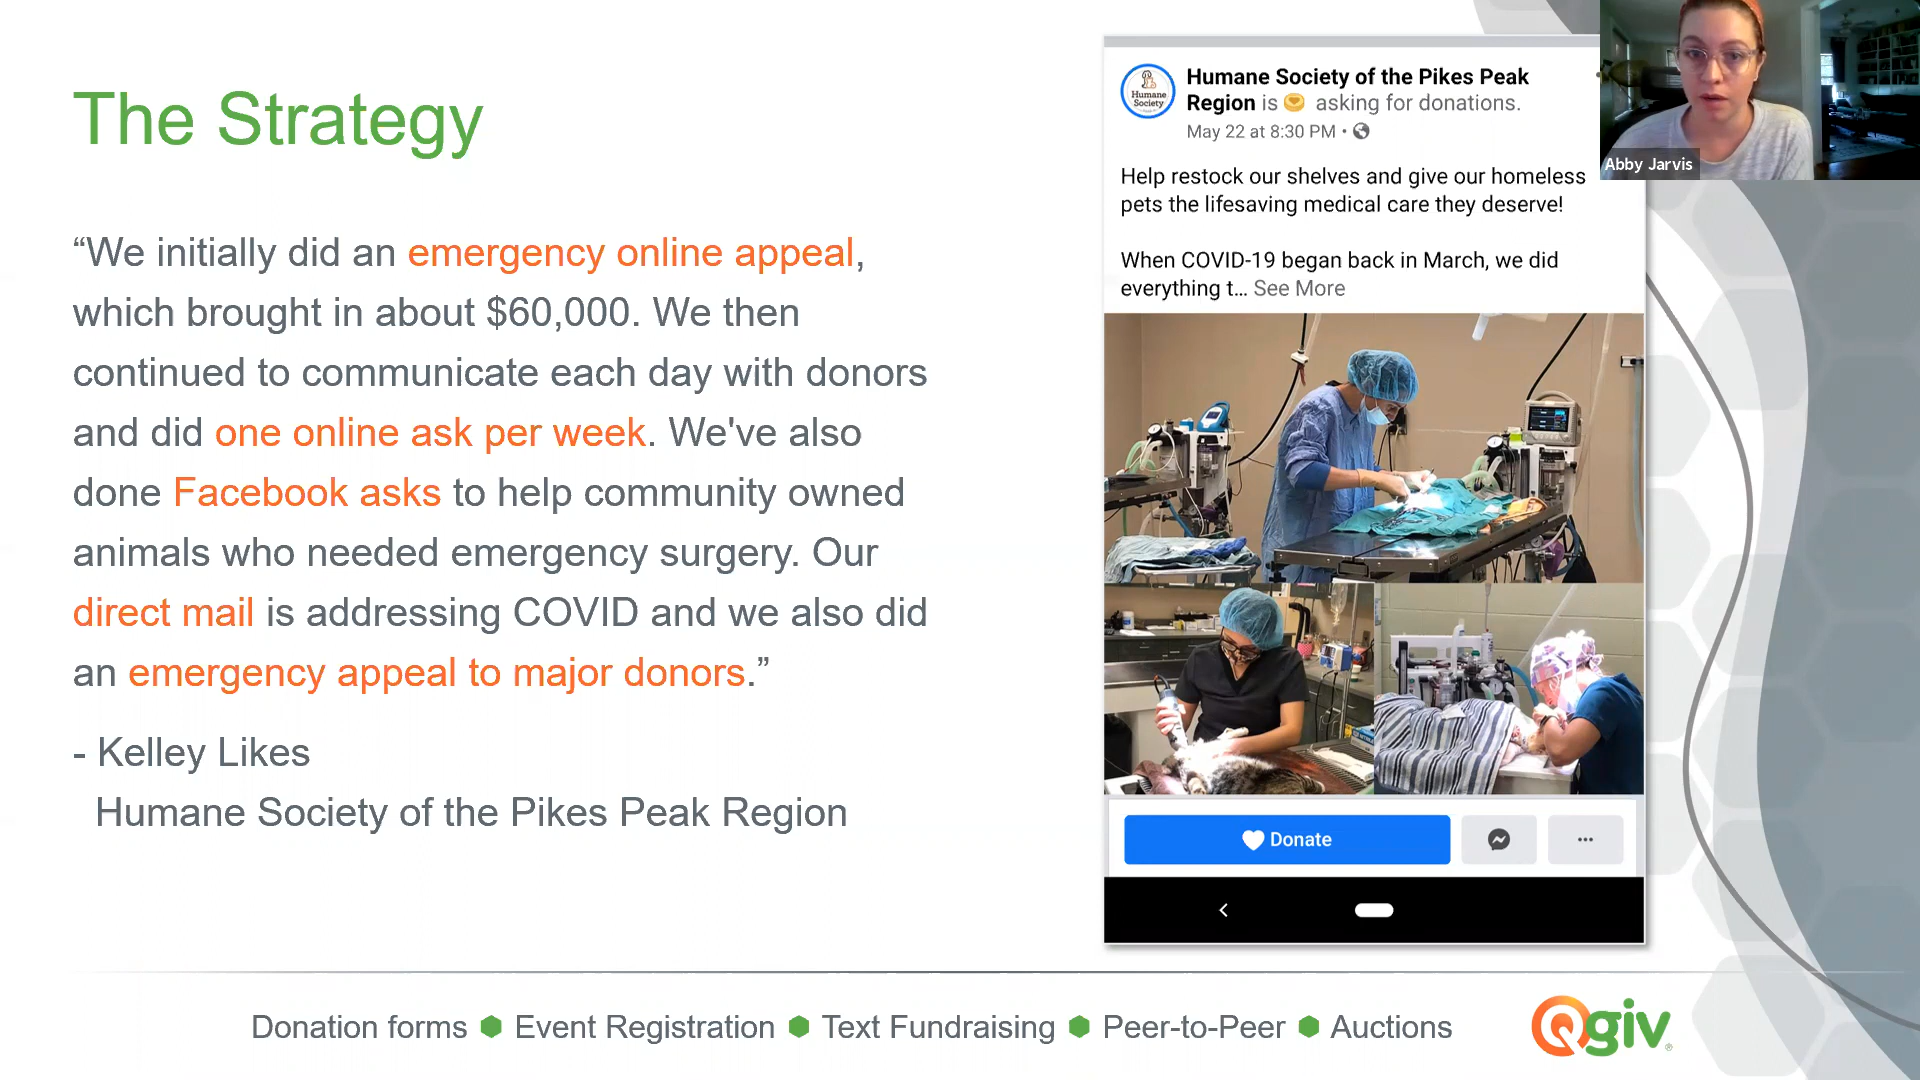 The Strategy
“We initially did an emergency online appeal,
which brought in about $60,000. We then
continued to communicate each day with donors
and did one online ask per week. We've also
done Facebook asks to help community owned
animals who needed emergency surgery. Our
direct mail is addressing COVID and we also did
an emergency appeal to major donors.”
- Kelley Likes
Humane Society of the Pikes Peak Region
Humane
Society
Humane Society of the Pikes Peak
Region is asking for donations.
May 22 at 8:30 PM •
Help restock our shelves and give our homeless
pets the lifesaving medical care they deserve!
When COVID-19 began back in March, we did
everything t... See More
Donate
Abby Jarvis
Donation forms
Event Registration
Text Fundraising
Peer-to-Peer
Auctions
Qgiv®